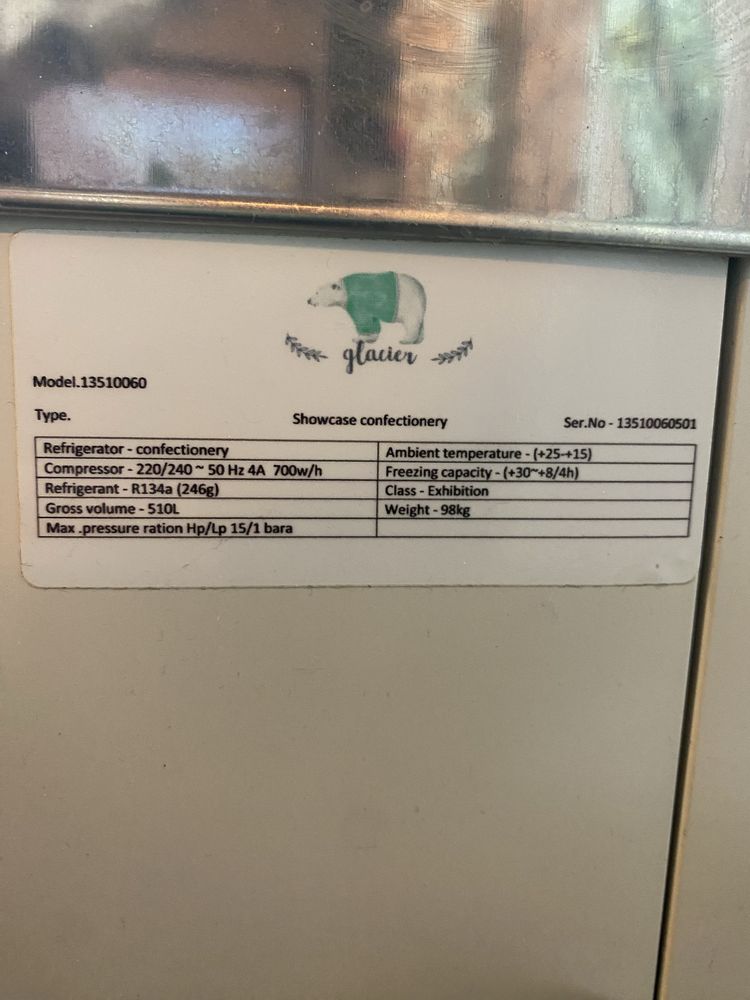 glacier
Model.13510060
Type.
Showcase confectionery
Ser.No - 13510060501
Refrigerator - confectionery
Ambient temperature - (+25-+15)
Compressor - 220/240 ~ 50 Hz 4A 700w/h
Freezing capacity - (+30~+8/4h)
Refrigerant - R134a (246g)
Class - Exhibition
Gross volume - 510L
Weight - 98kg
Max .pressure ration Hp/Lp 15/1 bara